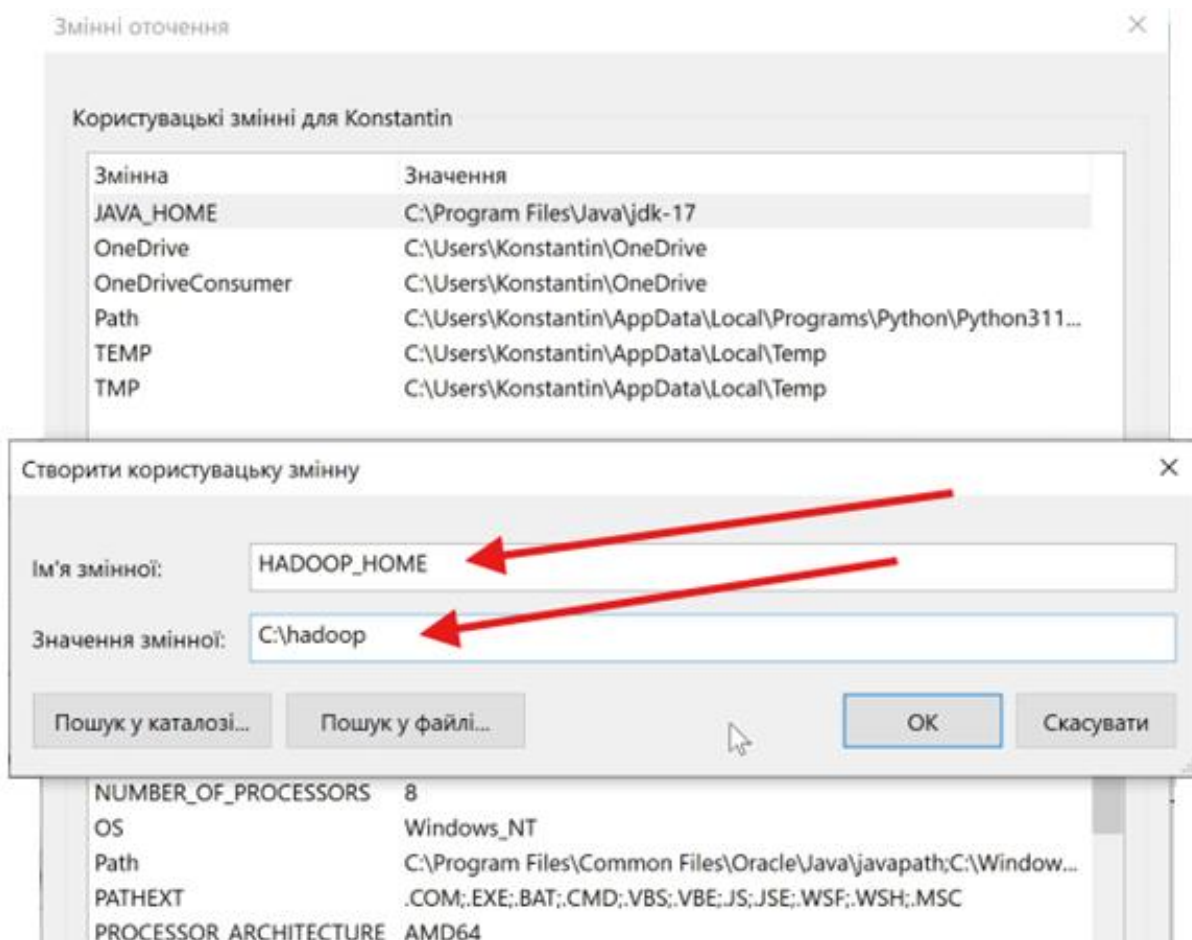 Змінні оточення
Користувацькі змінні для Konstantin
Змінна Значення
JAVA_HOME C:\Program Files\Java\jdk-17
OneDrive C:\Users\Konstantin\OneDrive
OneDriveConsumer C:\Users\Konstantin\OneDrive
Path C:\Users\Konstantin\AppData\Local\Programs\Python\Python311...
TEMP C:\Users\Konstantin\AppData\Local\Temp
TMP C:\Users\Konstantin\AppData\Local\Temp
Створити користувацьку змінну
Ім'я змінної: HADOOP_HOME
Значення змінної: C:\hadoop
Пошук у каталозі... Пошук у файлі... ОК Скасувати
NUMBER_OF_PROCESSORS 8
OS Windows_NT
Path C:\Program Files\Common Files\Oracle\Java\javapath;C:\Window...
PATHEXT .COM;.EXE;.BAT;.CMD;.VBS;.VBE;.JS;.JSE;.WSF;.WSH;.MSC
PROCESSOR_ARCHITECTURE AMD64